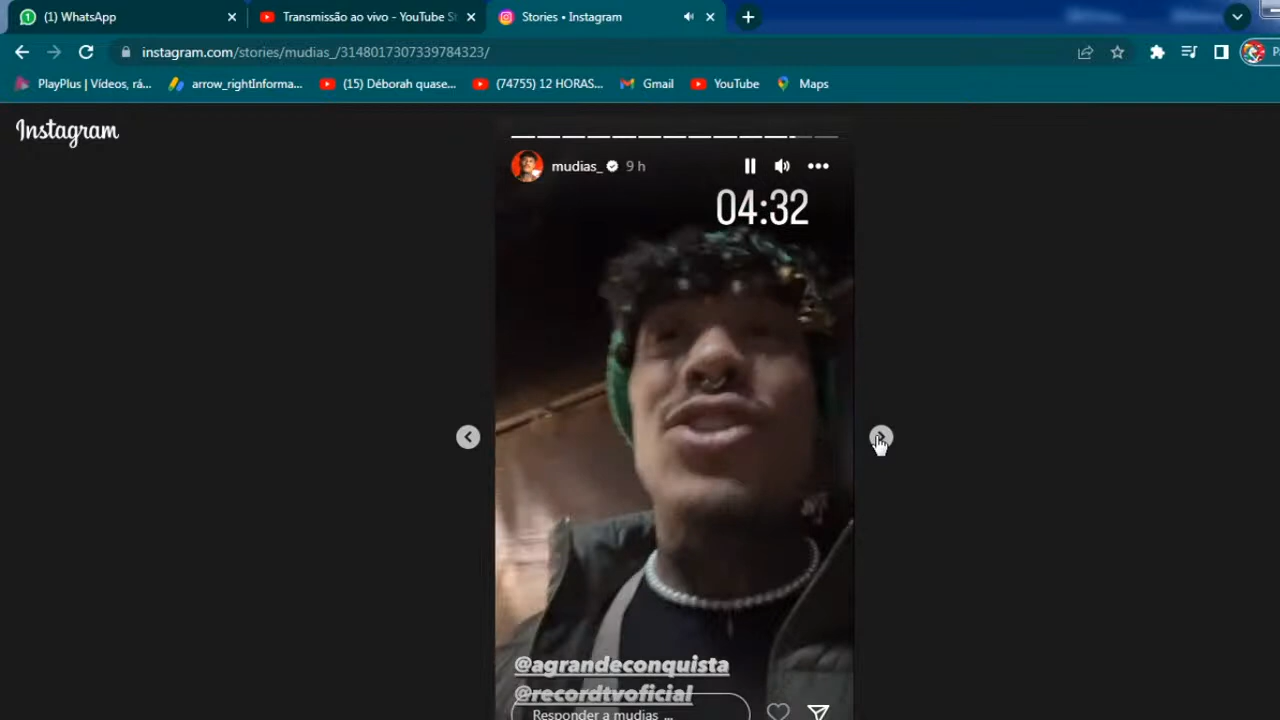 (1) WhatsApp
Transmissão ao vivo - YouTube St
Stories • Instagram
instagram.com/stories/mudias_/3148017307339784323/
PlayPlus | Vídeos, rá...
arrow_rightInforma...
(15) Déborah quase...
(74755) 12 HORAS...
Gmail
YouTube
Maps
Instagram
mudias_ 9 h
04:32
@agrandeconquista
@recordtvoficial
Responder a mudias_...